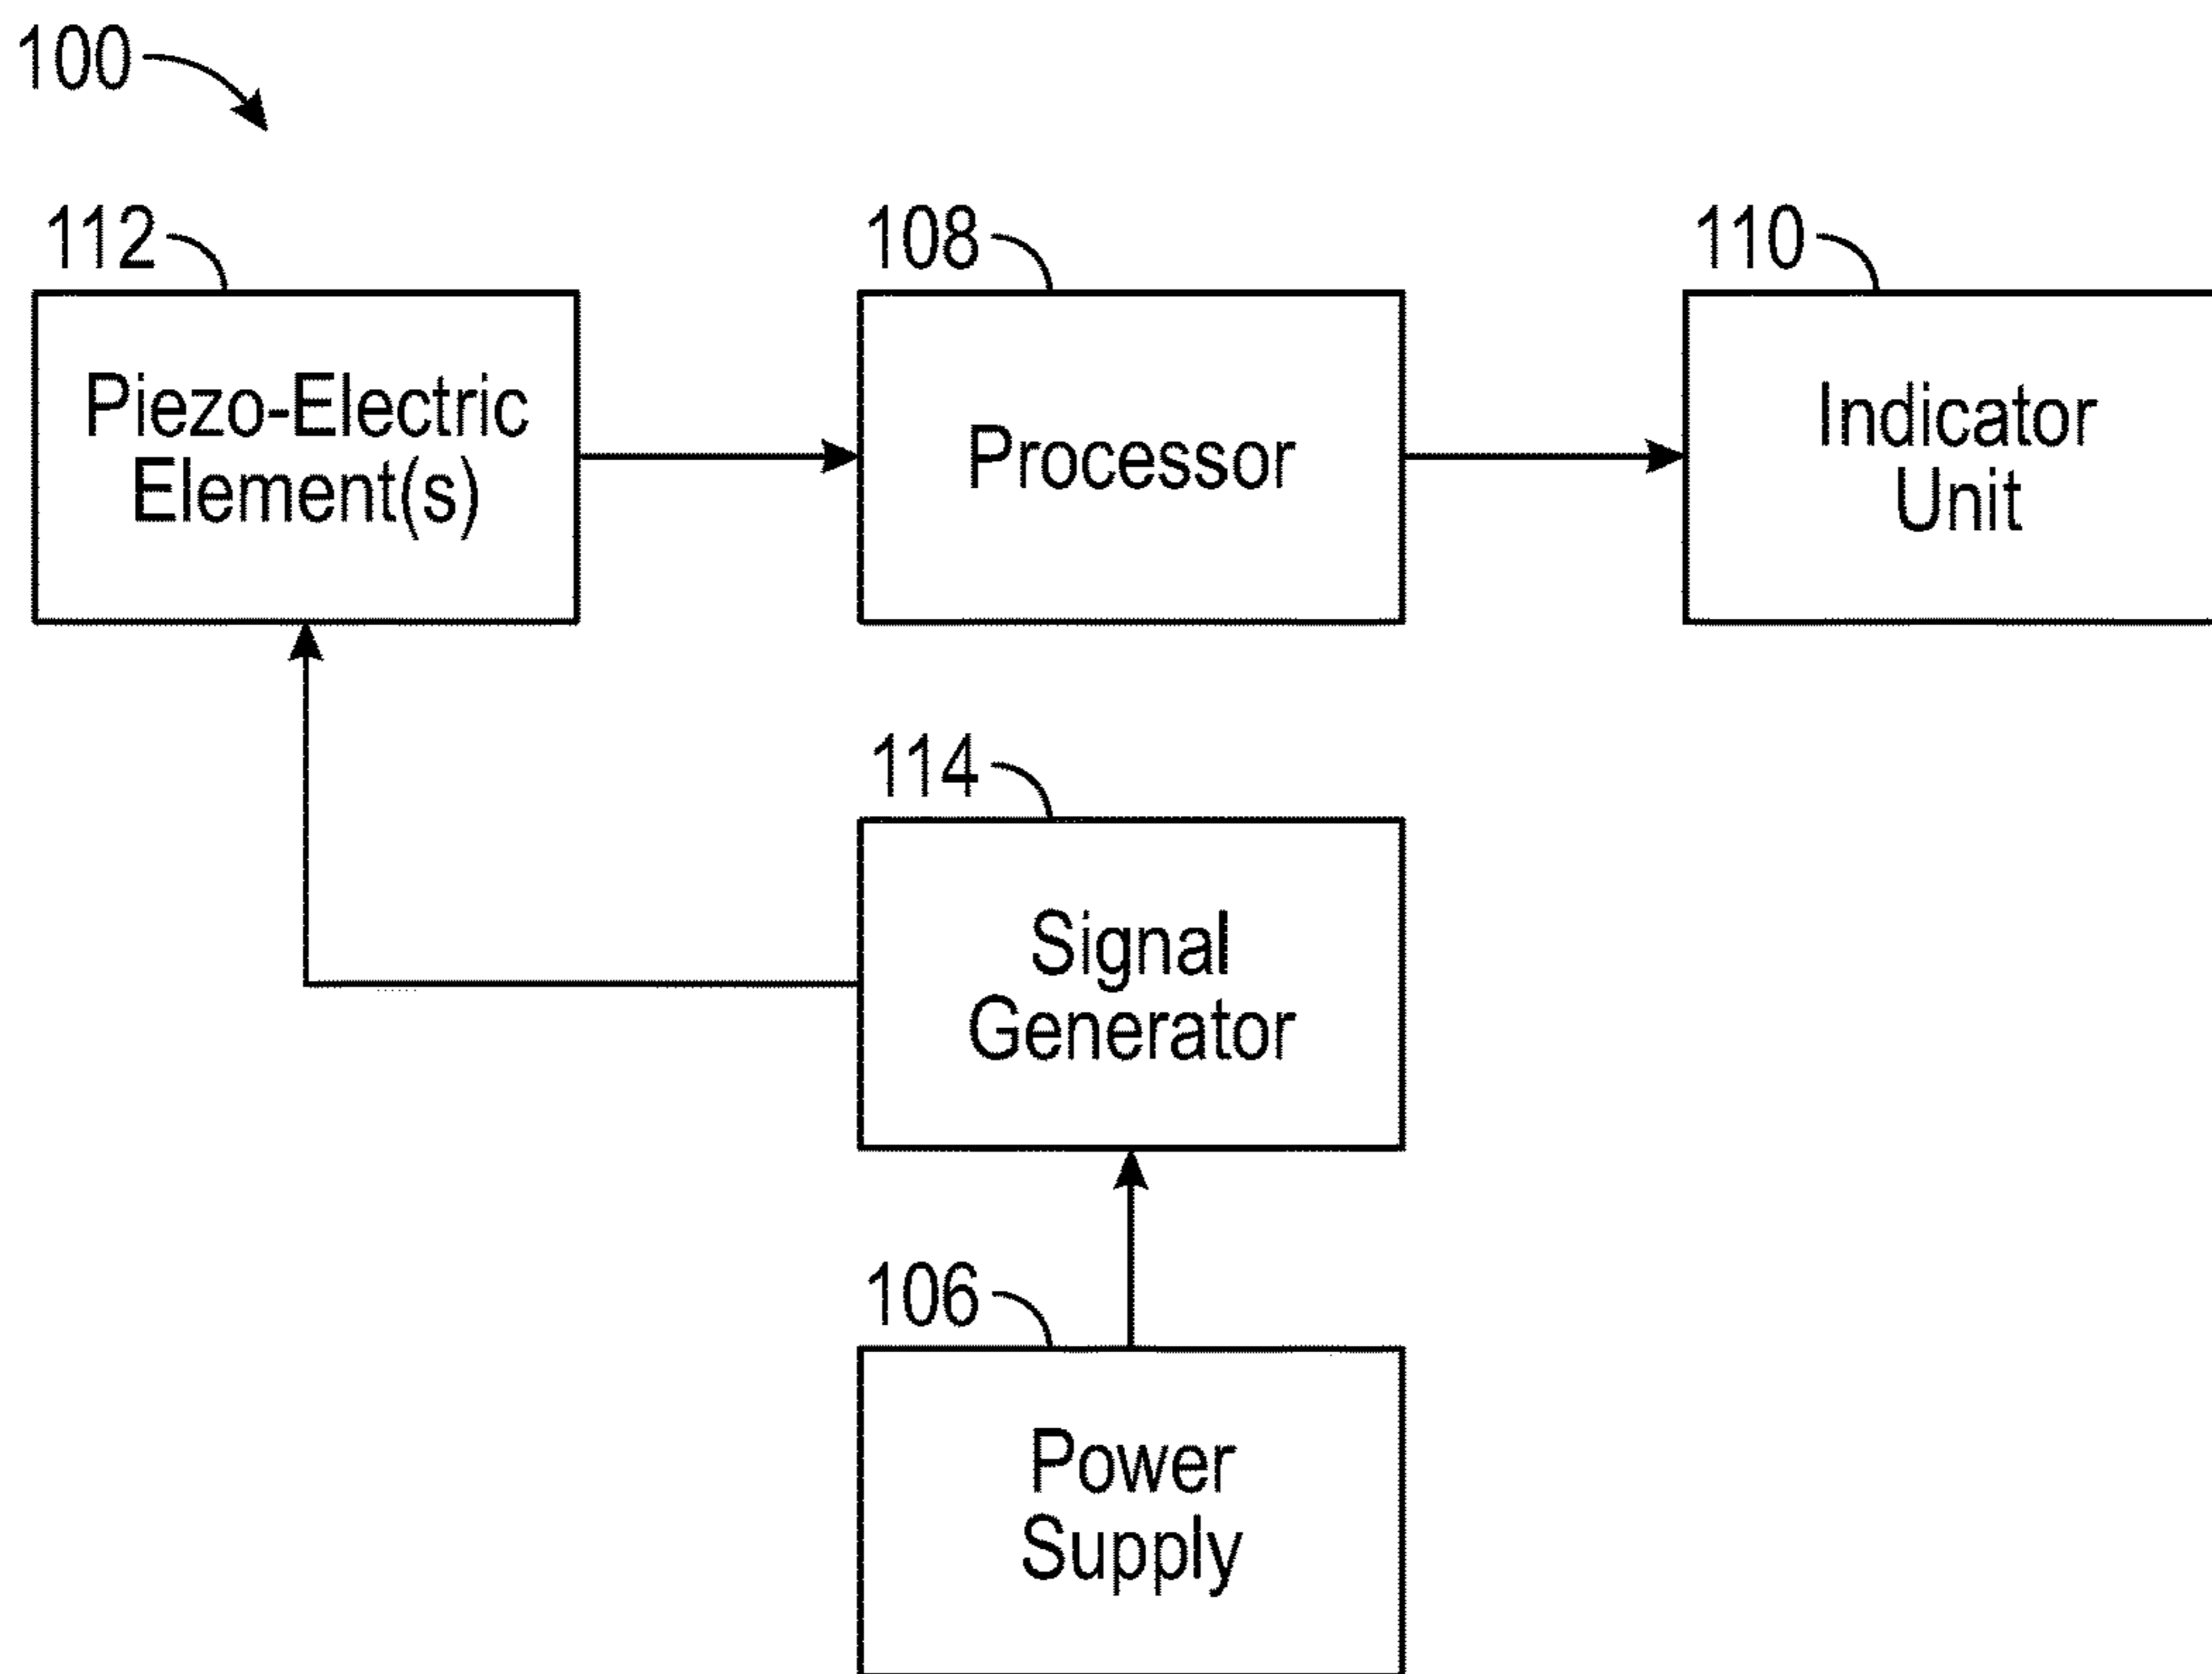 100
112
108
110
Piezo-Electric
Element(s)
Processor
Indicator
Unit
114
Signal
Generator
106
Power
Supply